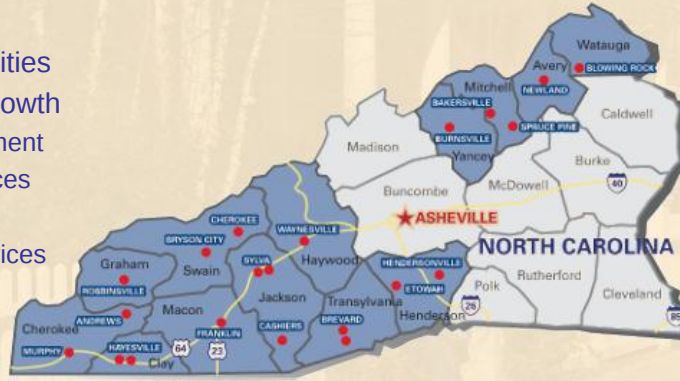 ities
owth
ment
ces
ices
Watauga
BLOWING ROCK
Avery
NEWLAND
Mitchell
BAKERSVILLE
SPRUCE PINE
BURNSVILLE
Yancey
Caldwell
Madison
Burke
McDowell
40
Buncombe
ASHEVILLE
NORTH CAROLINA
CHEROKEE
WAYNESVILLE
BRYSON CITY
Haywood
HENDERSONVILLE
Graham
Swain
SYLVA
ETOWAH
Polk
Rutherford
Cleveland
ROBBINSVILLE
Jackson
Transylvania
Henderson
26
85
Macon
ANDREWS
Cherokee
FRANKLIN
CASHIERS
BREVARD
MURPHY
HAYESVILLE
Clay
64
23